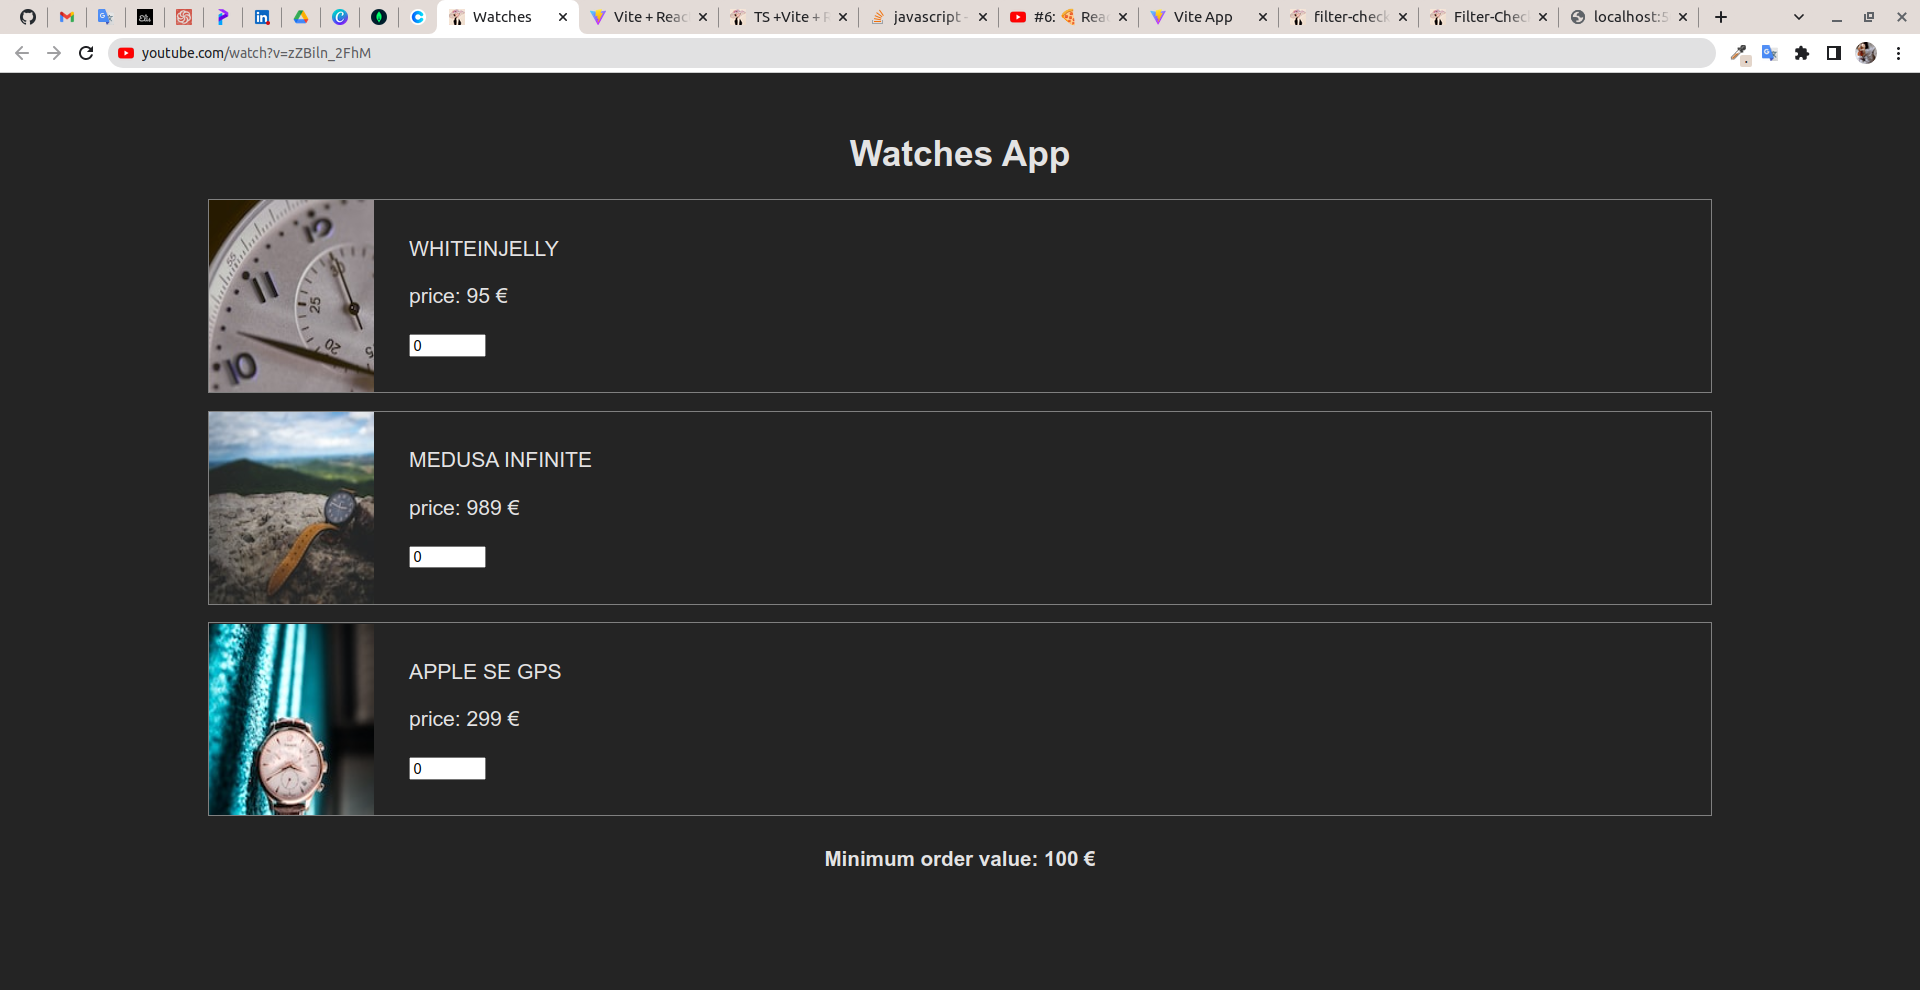 Watches
Vite + Reac
TS +Vite + R
javascript -
#6: 🍕 Reac
Vite App
filter-check
Filter-Chec
localhost:5
youtube.com/watch?v=zZBiln_2FhM
Watches App
WHITEINJELLY
price: 95 €
0
MEDUSA INFINITE
price: 989 €
0
APPLE SE GPS
price: 299 €
0
Minimum order value: 100 €